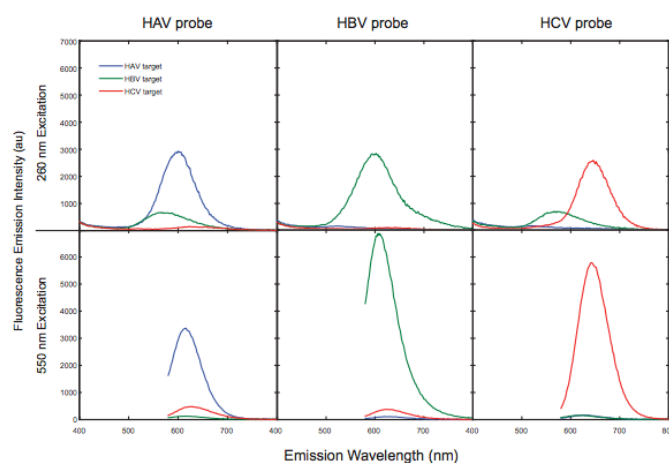 HAV probe HBV probe HCV probe
7000
6000
5000
4000
3000
2000
1000
0
HAV target
HBV target
HCV target
260 nm Excitation
Fluorescence Emission Intensity (au)
550 nm Excitation
6000
5000
4000
3000
2000
1000
0
400 500 600 700 400 500 600 700 400 500 600 700 800
Emission Wavelength (nm)